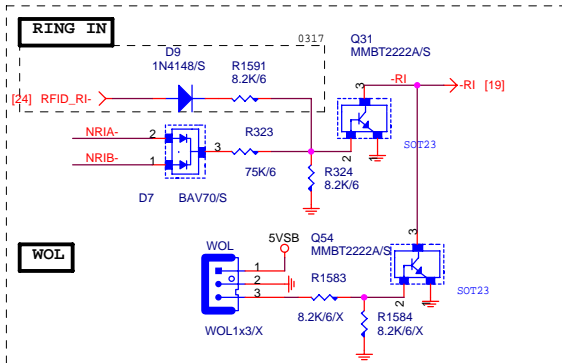 RING IN
0317
Q31
MMBT2222A/S
D9
1N4148/S
R1591
8.2K/6
[24] RFID_RI-
-RI
-RI [19]
3
2
1
SOT23
NRIA-
NRIB-
2
1
3
R323
75K/6
R324
8.2K/6
D7
BAV70/S
WOL
WOL
5VSB
Q54
MMBT2222A/S
3
2
1
SOT23
1
2
3
R1583
8.2K/6/X
R1584
8.2K/6/X
WOL1x3/X